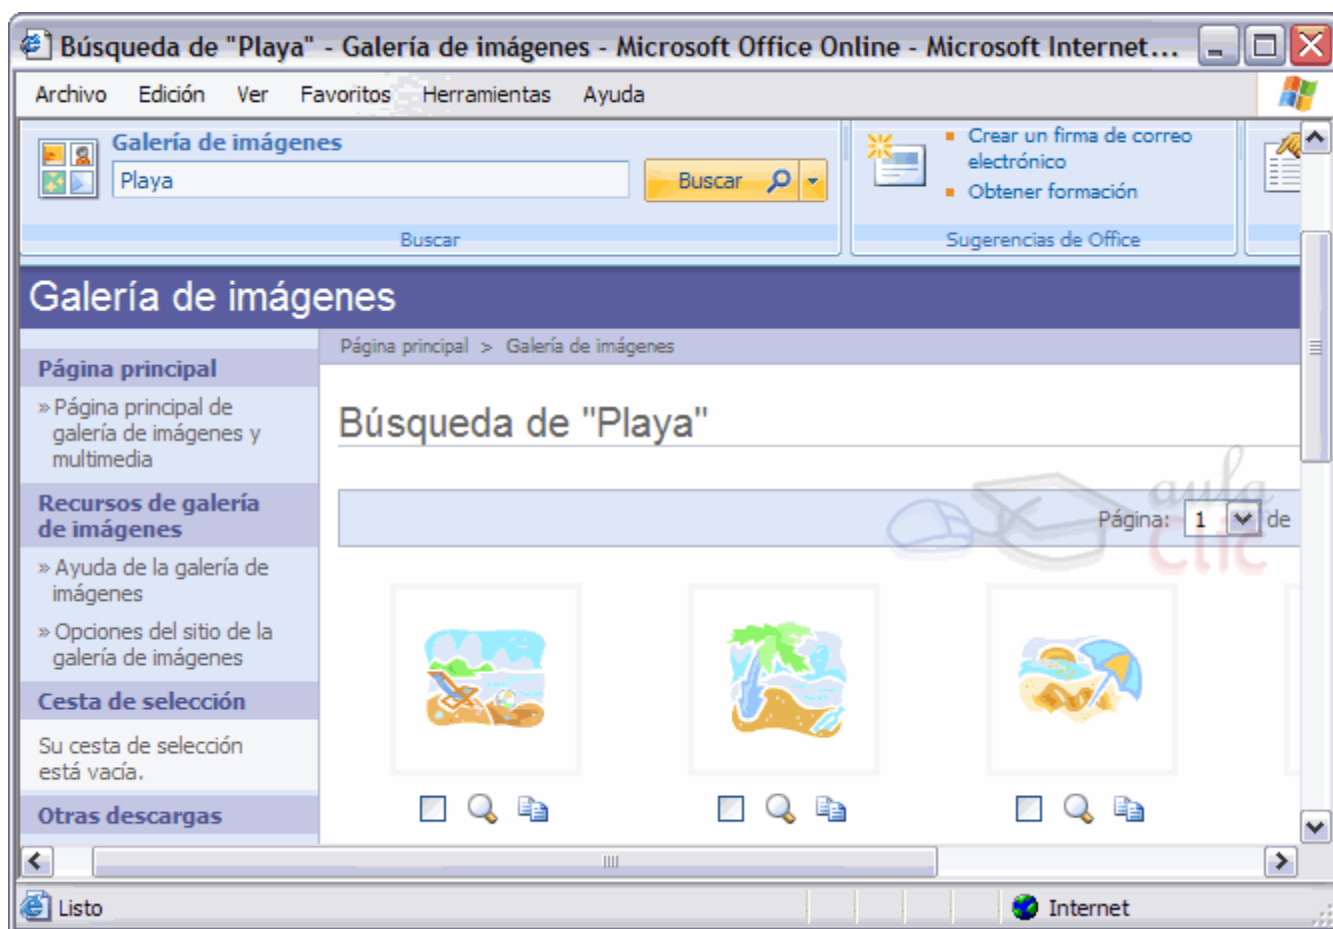 Búsqueda de "Playa" - Galería de imágenes - Microsoft Office Online - Microsoft Internet...
Archivo Edición Ver Favoritos Herramientas Ayuda
Galería de imágenes
Playa
Buscar
Buscar
Crear un firma de correo
electrónico
Obtener formación
Sugerencias de Office
Galería de imágenes
Página principal
» Página principal de
galería de imágenes y
multimedia
Recursos de galería
de imágenes
» Ayuda de la galería de
imágenes
» Opciones del sitio de la
galería de imágenes
Cesta de selección
Su cesta de selección
está vacía.
Otras descargas
Página principal > Galería de imágenes
Búsqueda de "Playa"
Página: 1 de
aula
Clic
Listo
Internet